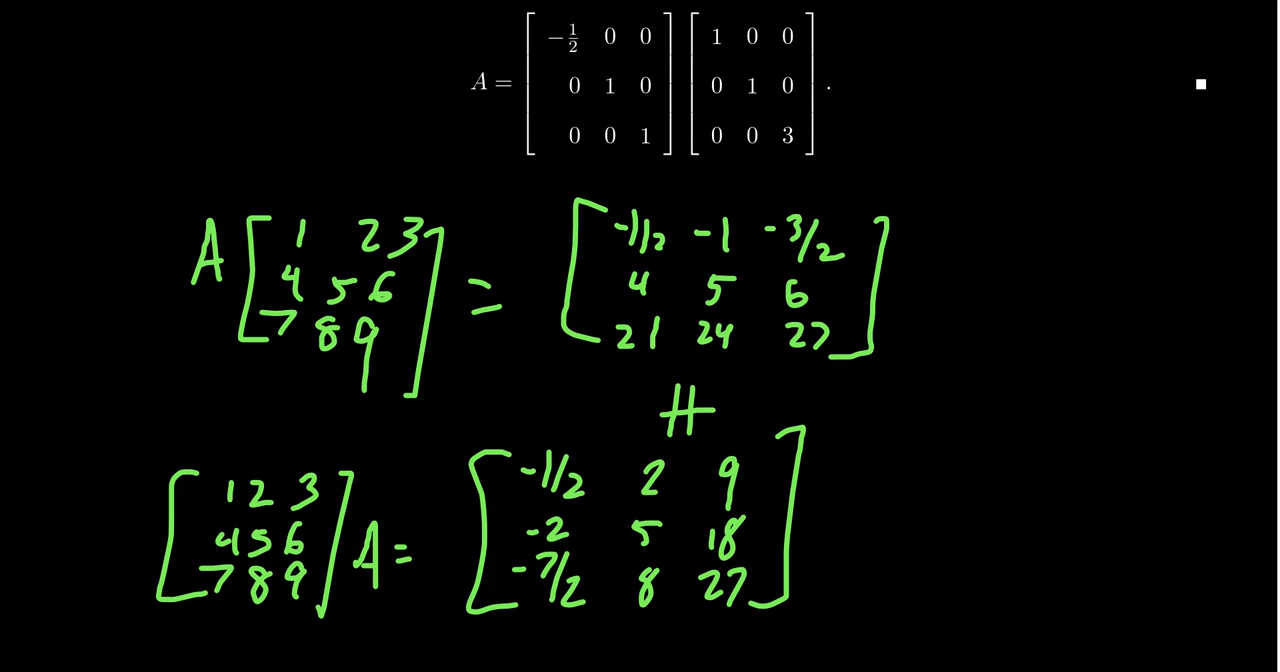 A = [ -1/2 0 0 ] [ 1 0 0 ]
[ 0 1 0 ] [ 0 1 0 ] .
[ 0 0 1 ] [ 0 0 3 ]
A [ 1 2 3 ] = [ -1/2 -1 -3/2 ]
[ 4 5 6 ] [ 4 5 6 ]
[ 7 8 9 ] [ 21 24 27 ]
≠
[ 1 2 3 ] A = [ -1/2 2 9 ]
[ 4 5 6 ] [ -2 5 18 ]
[ 7 8 9 ] [ -7/2 8 27 ]